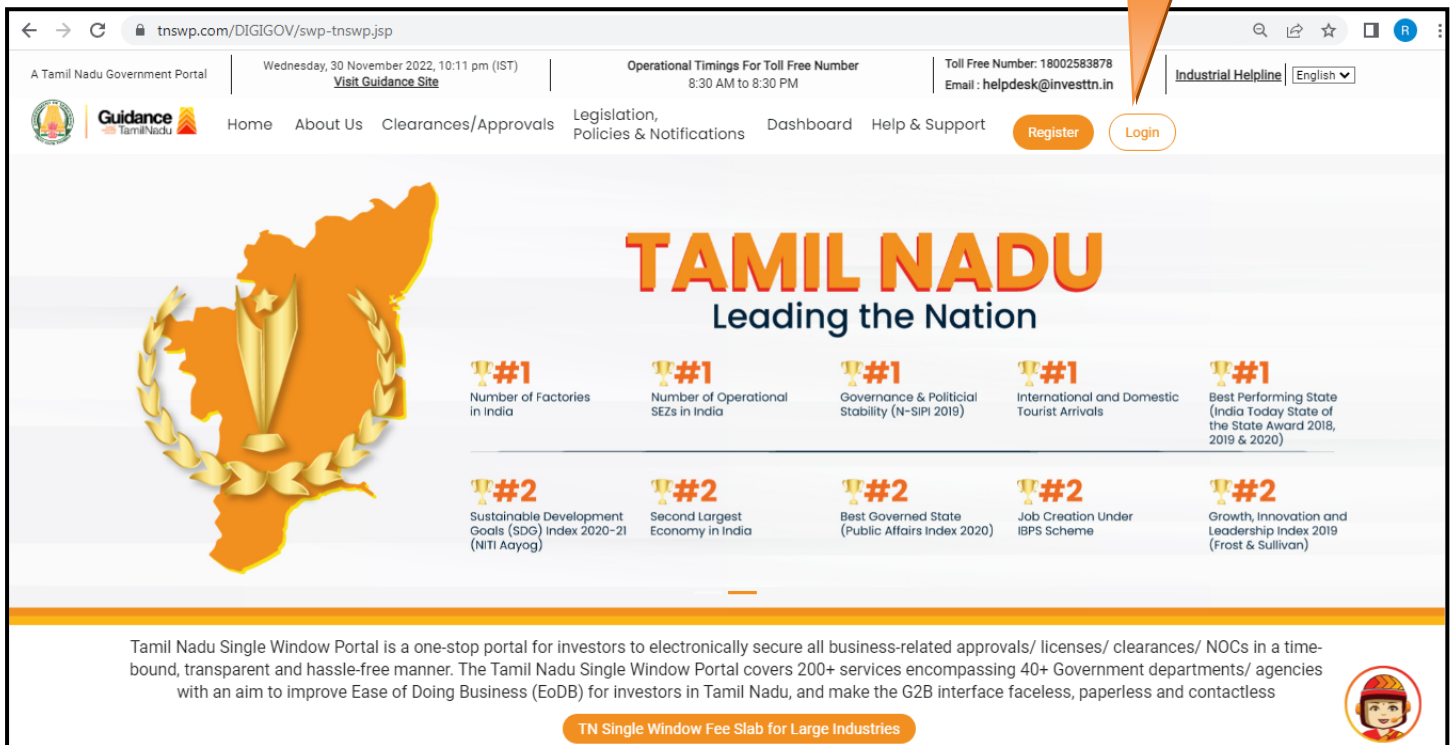 tnswp.com/DIGIGOV/swp-tnswp.jsp
R
A Tamil Nadu Government Portal
Wednesday, 30 November 2022, 10:11 pm (IST)
Visit Guidance Site
Operational Timings For Toll Free Number
8:30 AM to 8:30 PM
Toll Free Number: 18002583878
Email : helpdesk@investtn.in
Industrial Helpline
English
Guidance
TamilNadu
Home
About Us
Clearances/Approvals
Legislation,
Policies & Notifications
Dashboard
Help & Support
Register
Login
TAMIL NADU
Leading the Nation
#1
Number of Factories
in India
#1
Number of Operational
SEZs in India
#1
Governance & Politicial
Stability (N-SIPI 2019)
#1
International and Domestic
Tourist Arrivals
#1
Best Performing State
(India Today State of
the State Award 2018,
2019 & 2020)
#2
Sustainable Development
Goals (SDG) Index 2020-21
(NITI Aayog)
#2
Second Largest
Economy in India
#2
Best Governed State
(Public Affairs Index 2020)
#2
Job Creation Under
IBPS Scheme
#2
Growth, Innovation and
Leadership Index 2019
(Frost & Sullivan)
Tamil Nadu Single Window Portal is a one-stop portal for investors to electronically secure all business-related approvals/ licenses/ clearances/ NOCs in a time-
bound, transparent and hassle-free manner. The Tamil Nadu Single Window Portal covers 200+ services encompassing 40+ Government departments/ agencies
with an aim to improve Ease of Doing Business (EoDB) for investors in Tamil Nadu, and make the G2B interface faceless, paperless and contactless
TN Single Window Fee Slab for Large Industries